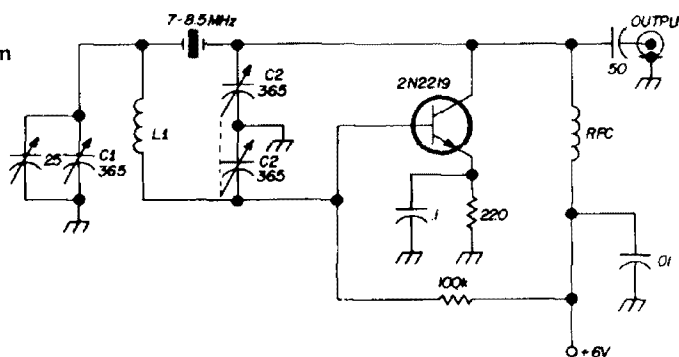 7-8.5MHz
OUTPU
n
C2
365
50
2N2219
L1
25
C1
365
C2
365
RFC
.1
220
.01
100k
+6V